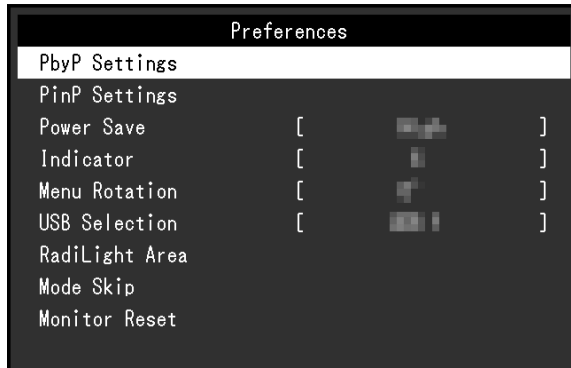 Preferences
PbyP Settings
PinP Settings
Power Save [ ]
Indicator [ ]
Menu Rotation [ ]
USB Selection [ ]
RadiLight Area
Mode Skip
Monitor Reset